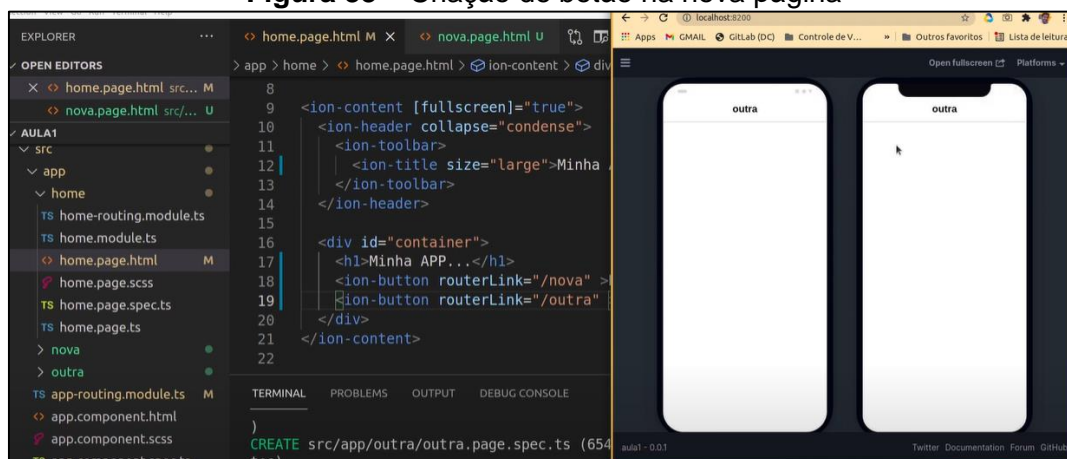 Figura 33 – Criação de botão na nova página
EXPLORER ...
OPEN EDITORS
home.page.html src... M
nova.page.html src/... U
AULA1
src
app
home
TS home-routing.module.ts
TS home.module.ts
home.page.html M
home.page.scss
TS home.page.spec.ts
TS home.page.ts
nova
outra
TS app-routing.module.ts M
app.component.html
app.component.scss
home.page.html M X nova.page.html U
> app > home > home.page.html > ion-content > div
8
9 <ion-content [fullscreen]="true">
10 <ion-header collapse="condense">
11 <ion-toolbar>
12 <ion-title size="large">Minha
13 </ion-toolbar>
14 </ion-header>
15
16 <div id="container">
17 <h1>Minha APP...</h1>
18 <ion-button routerLink="/nova" >
19 <ion-button routerLink="/outra"
20 </div>
21 </ion-content>
22
TERMINAL PROBLEMS OUTPUT DEBUG CONSOLE
)
CREATE src/app/outra/outra.page.spec.ts (654
localhost:8200
Apps GMAIL GitLab (DC) Controle de V... » Outros favoritos Lista de leitura
Open fullscreen Platforms
outra
outra
aula1 - 0.0.1
Twitter Documentation Forum GitHub